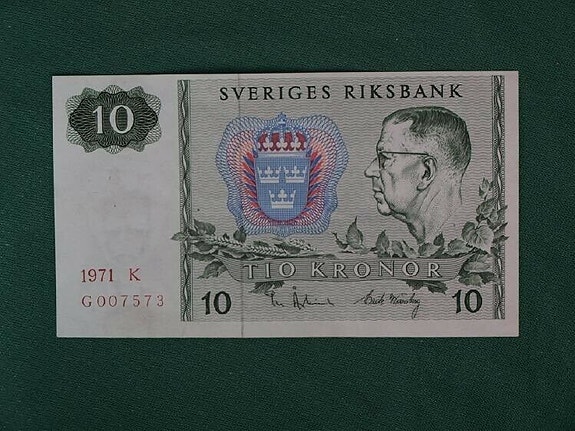 SVERIGES RIKSBANK
10
1971 K
G007573
TIO KRONOR
10
10